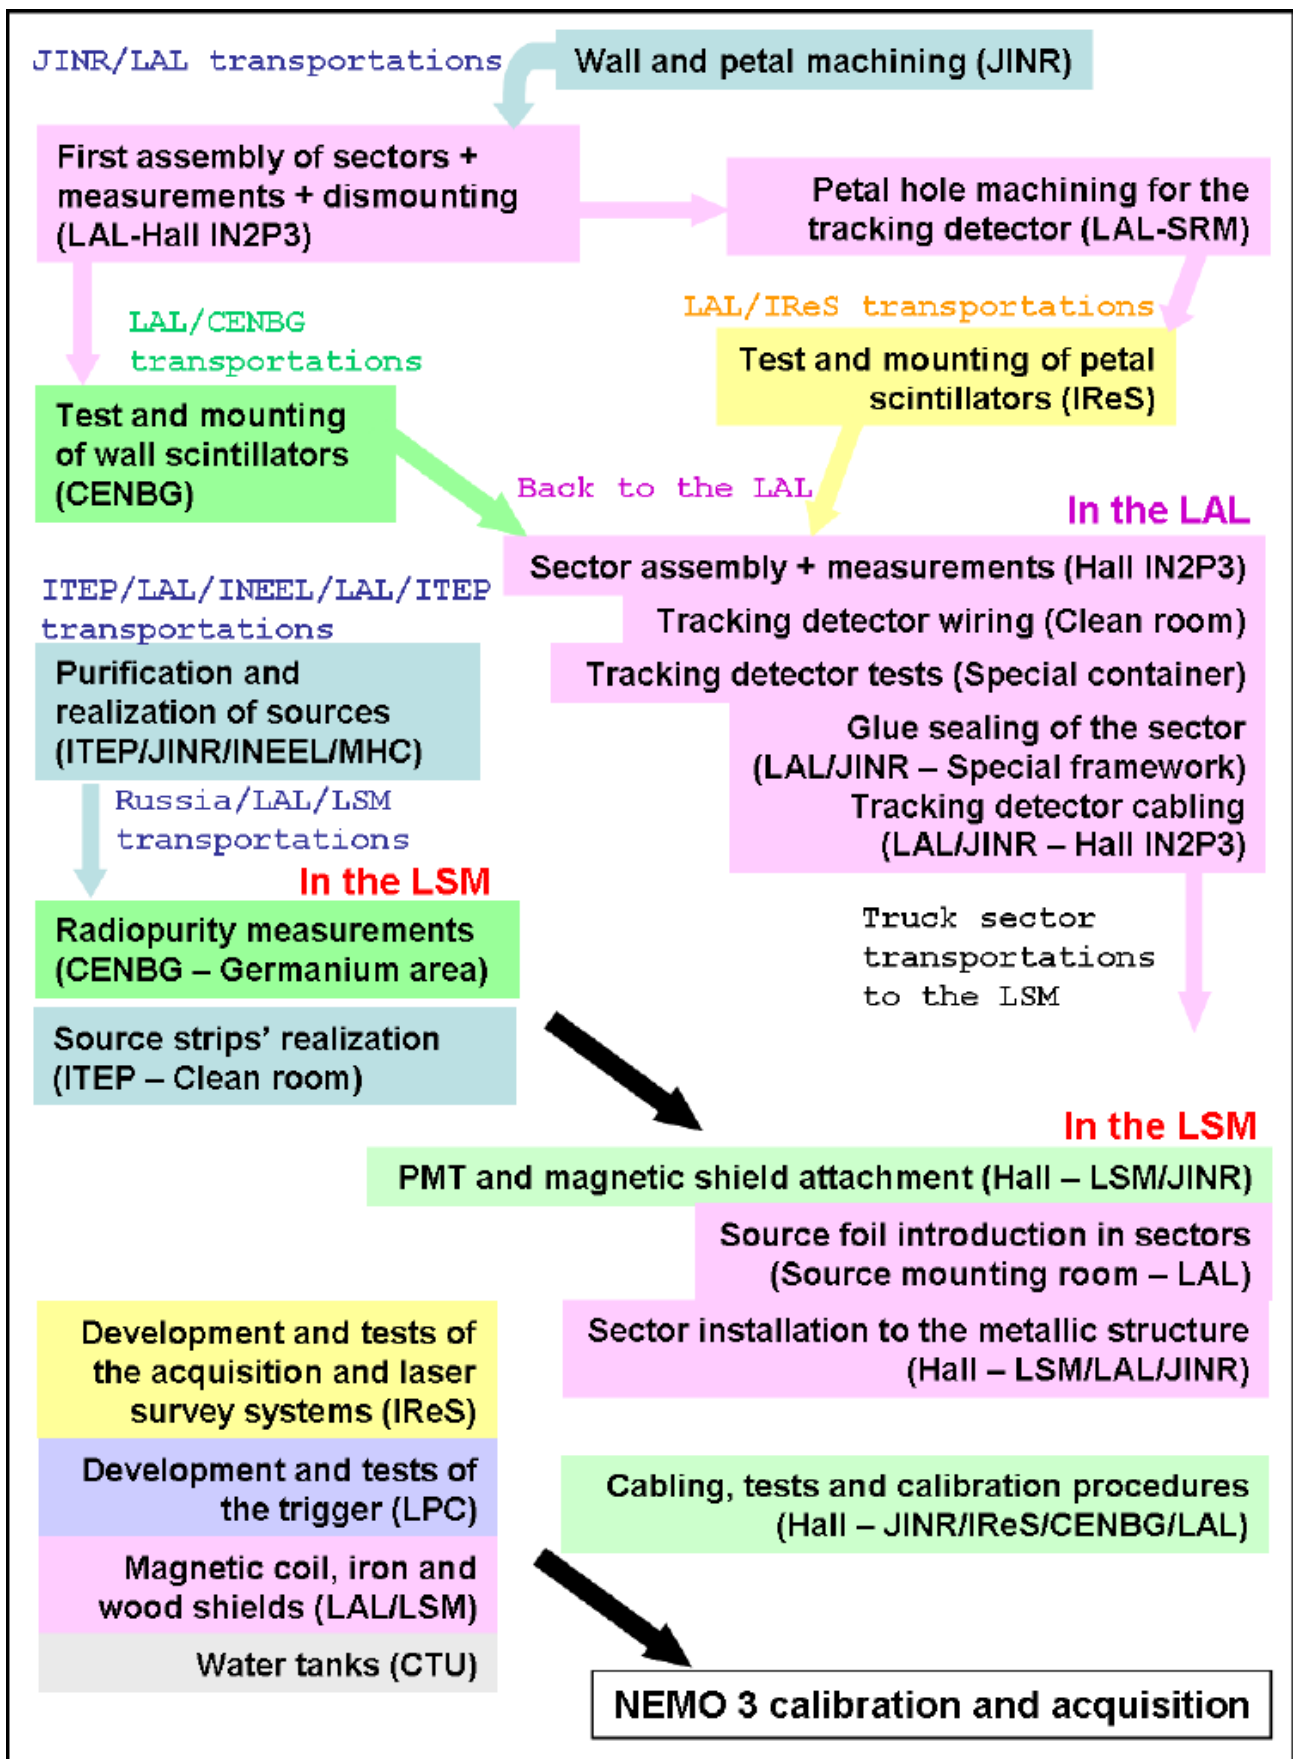 JINR/LAL transportations
Wall and petal machining (JINR)
First assembly of sectors +
measurements + dismounting
(LAL-Hall IN2P3)
Petal hole machining for the
tracking detector (LAL-SRM)
LAL/CENBG
transportations
LAL/IReS transportations
Test and mounting of petal
scintillators (IReS)
Test and mounting
of wall scintillators
(CENBG)
Back to the LAL
In the LAL
Sector assembly + measurements (Hall IN2P3)
Tracking detector wiring (Clean room)
Tracking detector tests (Special container)
Glue sealing of the sector
(LAL/JINR – Special framework)
Tracking detector cabling
(LAL/JINR – Hall IN2P3)
ITEP/LAL/INEEL/LAL/ITEP
transportations
Purification and
realization of sources
(ITEP/JINR/INEEL/MHC)
Russia/LAL/LSM
transportations
In the LSM
Radiopurity measurements
(CENBG – Germanium area)
Source strips’ realization
(ITEP – Clean room)
Truck sector
transportations
to the LSM
In the LSM
PMT and magnetic shield attachment (Hall – LSM/JINR)
Source foil introduction in sectors
(Source mounting room – LAL)
Sector installation to the metallic structure
(Hall – LSM/LAL/JINR)
Cabling, tests and calibration procedures
(Hall – JINR/IReS/CENBG/LAL)
Development and tests of
the acquisition and laser
survey systems (IReS)
Development and tests of
the trigger (LPC)
Magnetic coil, iron and
wood shields (LAL/LSM)
Water tanks (CTU)
NEMO 3 calibration and acquisition